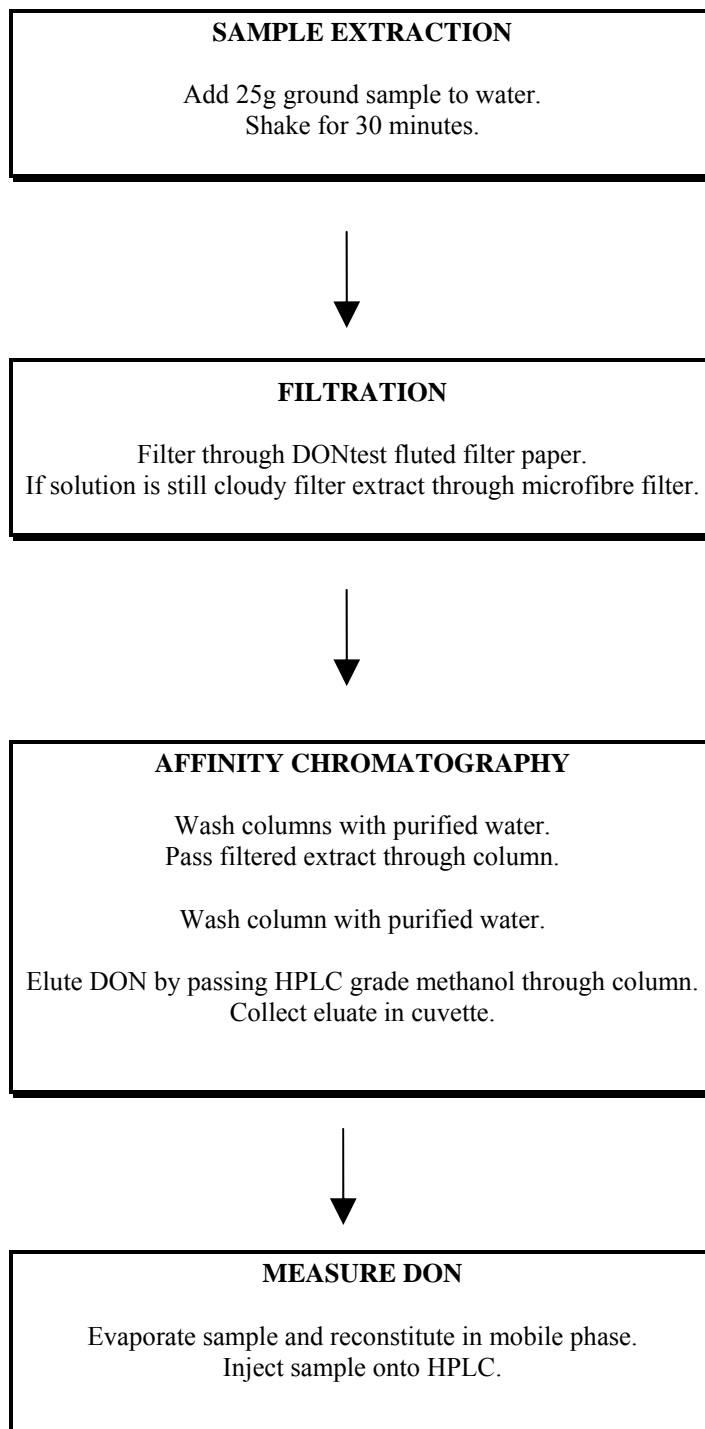 SAMPLE EXTRACTION
Add 25g ground sample to water.
Shake for 30 minutes.
FILTRATION
Filter through DONtest fluted filter paper.
If solution is still cloudy filter extract through microfibre filter.
AFFINITY CHROMATOGRAPHY
Wash columns with purified water.
Pass filtered extract through column.
Wash column with purified water.
Elute DON by passing HPLC grade methanol through column.
Collect eluate in cuvette.
MEASURE DON
Evaporate sample and reconstitute in mobile phase.
Inject sample onto HPLC.